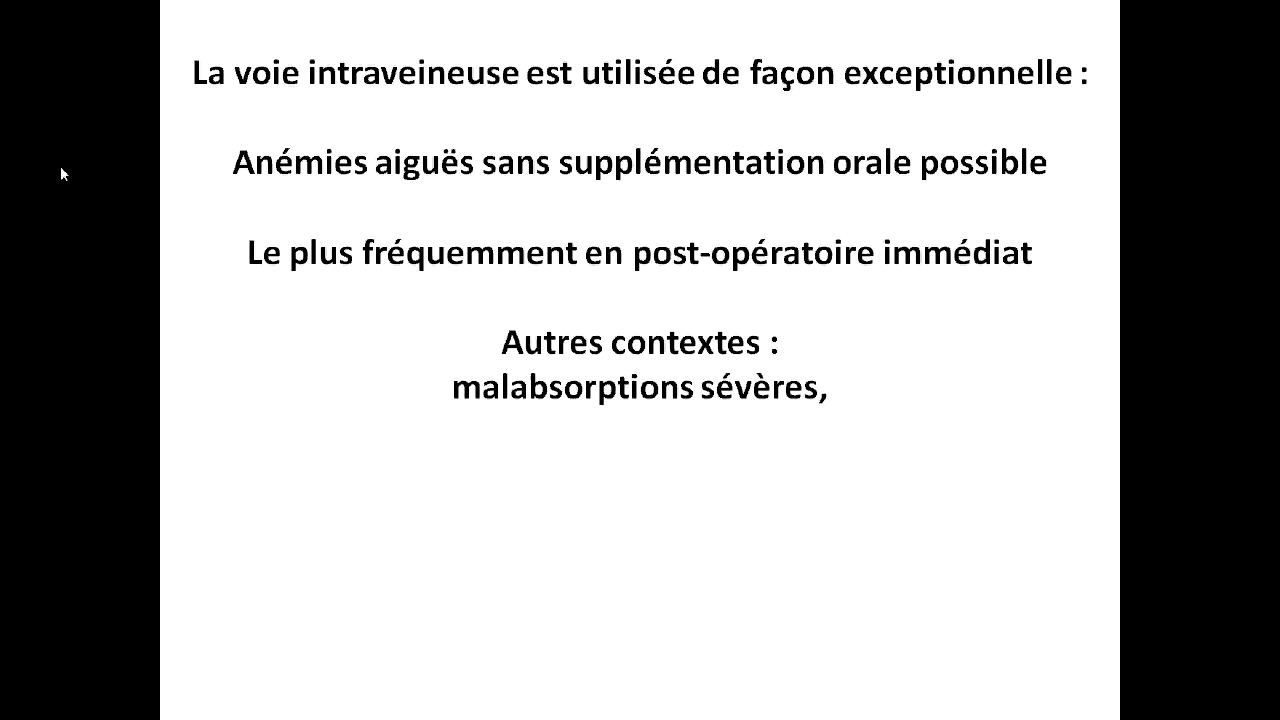 La voie intraveineuse est utilisée de façon exceptionnelle :
Anémies aiguës sans supplémentation orale possible
Le plus fréquemment en post-opératoire immédiat
Autres contextes :
malabsorptions sévères,